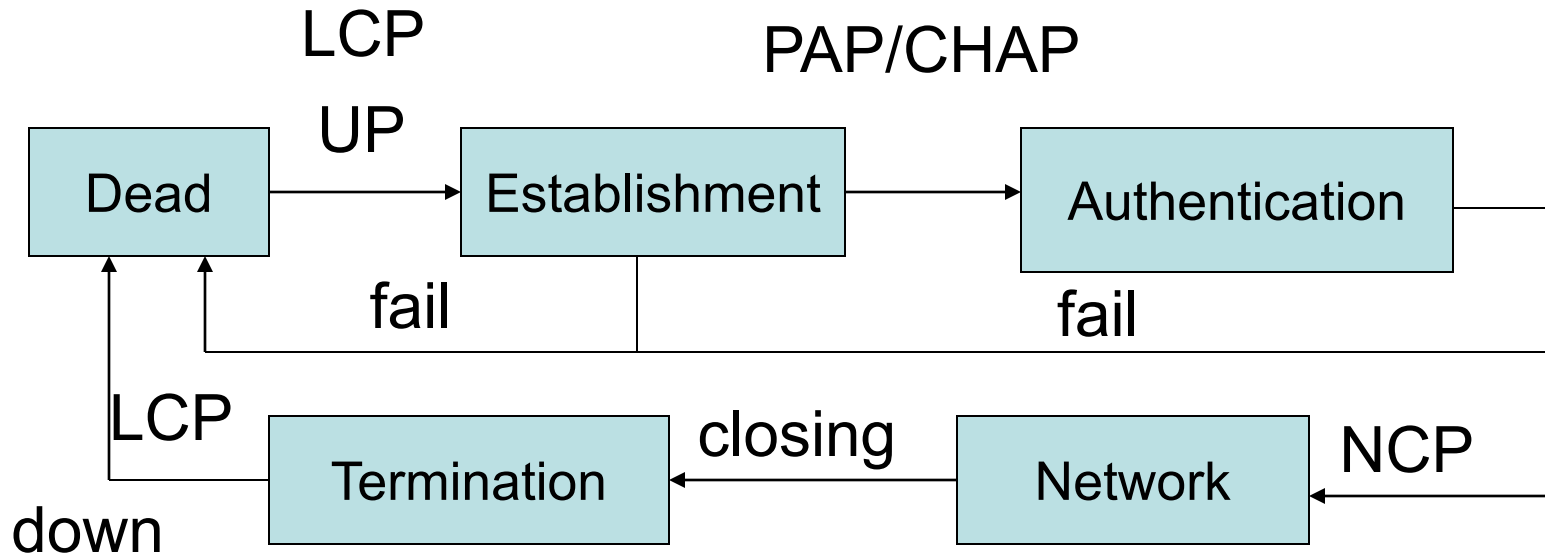 LCP
UP
PAP/CHAP
Dead
Establishment
Authentication
fail
fail
LCP
down
Termination
closing
Network
NCP